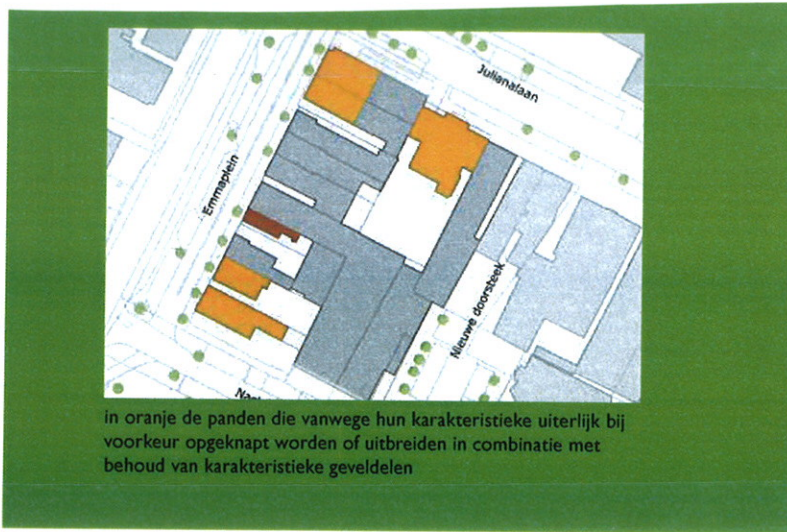 Julianalaan
Emmaplein
Nieuwe doorsteek
in oranje de panden die vanwege hun karakteristieke uiterlijk bij
voorkeur opgeknapt worden of uitbreiden in combinatie met
behoud van karakteristieke geveldelen